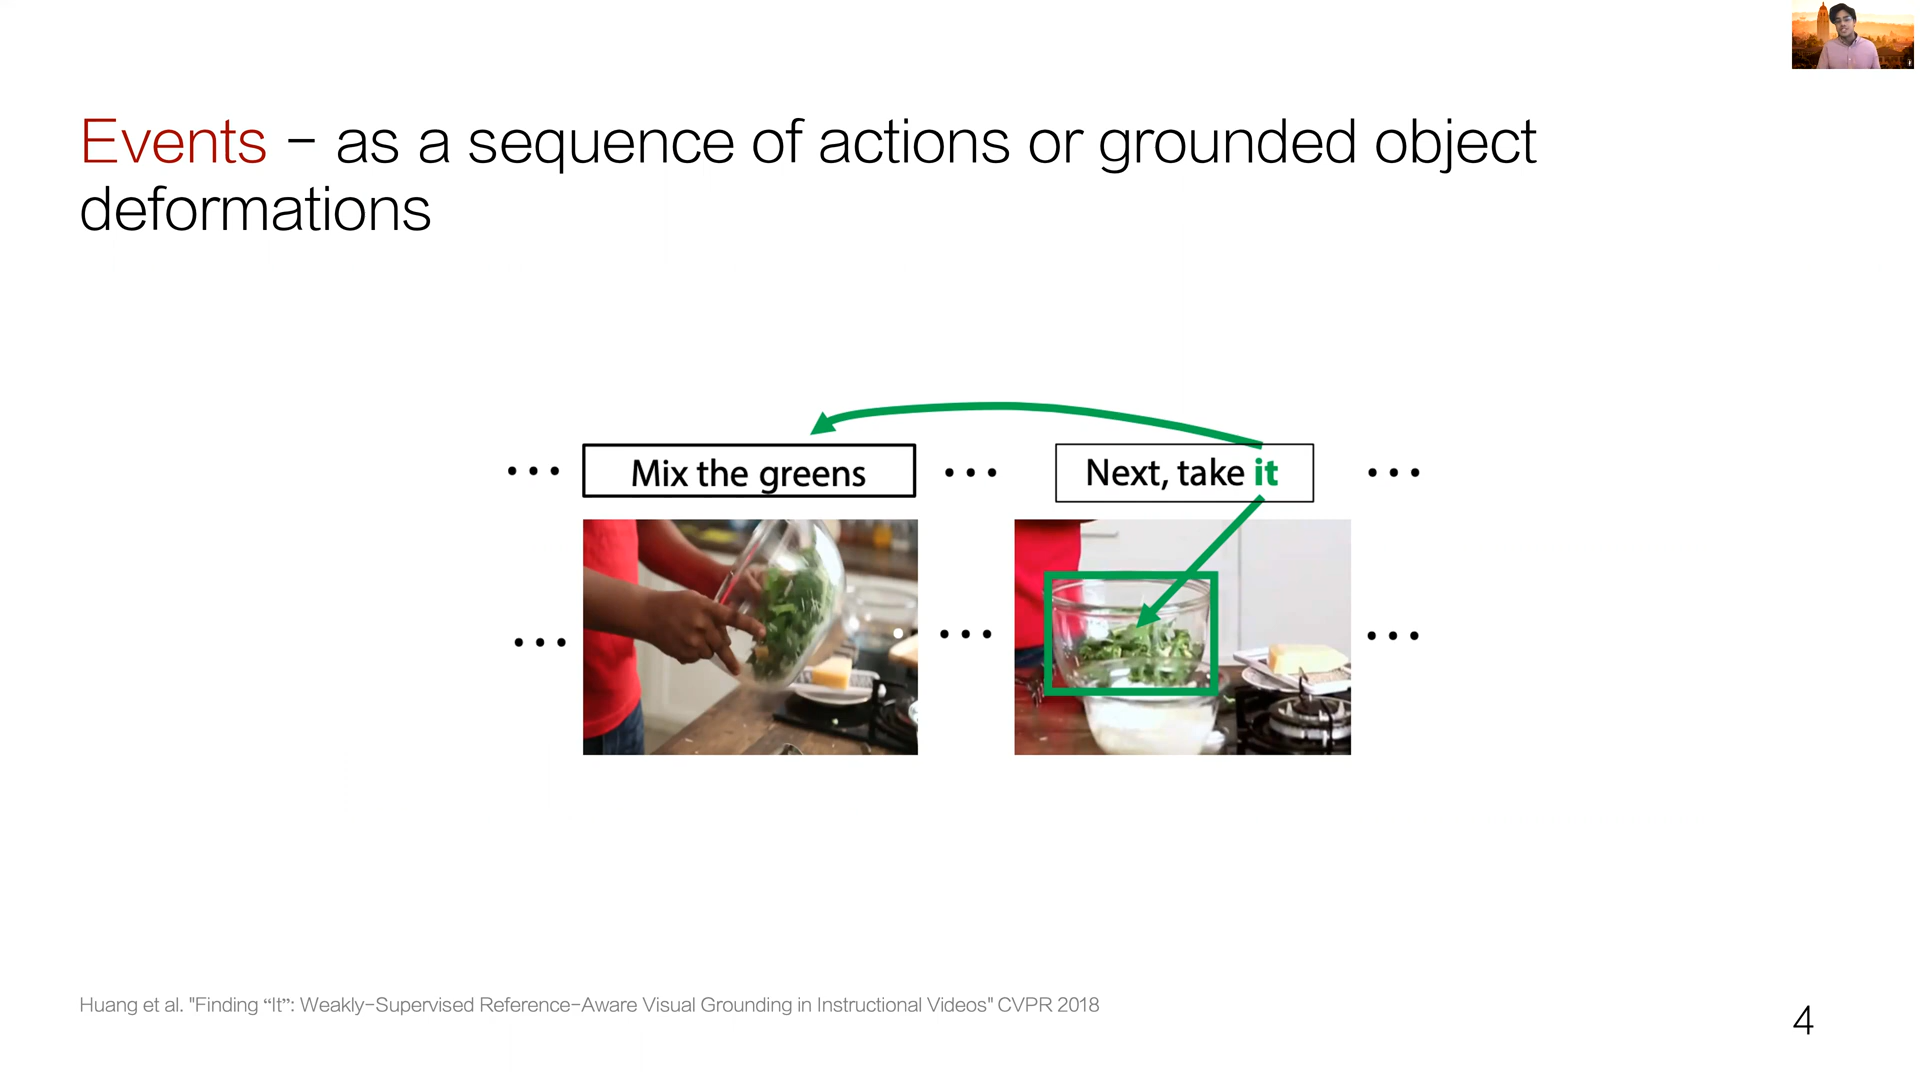 Events – as a sequence of actions or grounded object
deformations
... Mix the greens ... Next, take it ...
... ... ...
Huang et al. "Finding “It”: Weakly-Supervised Reference-Aware Visual Grounding in Instructional Videos" CVPR 2018
4